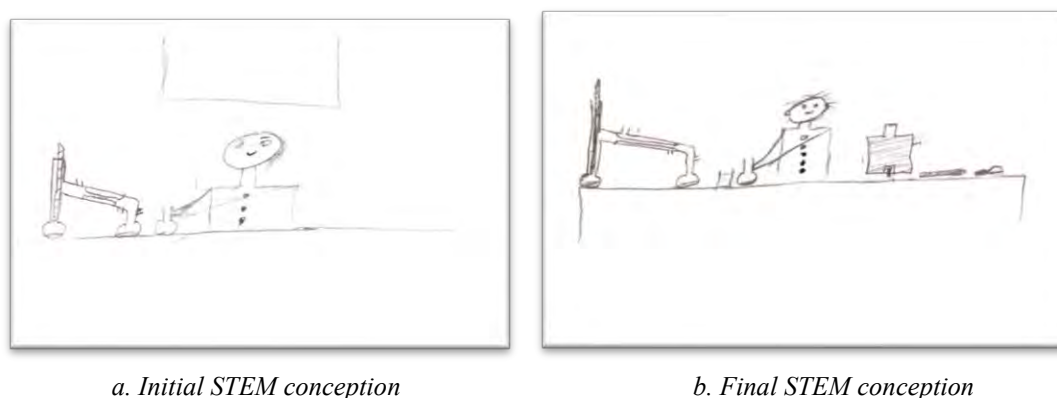 a. Initial STEM conception
b. Final STEM conception